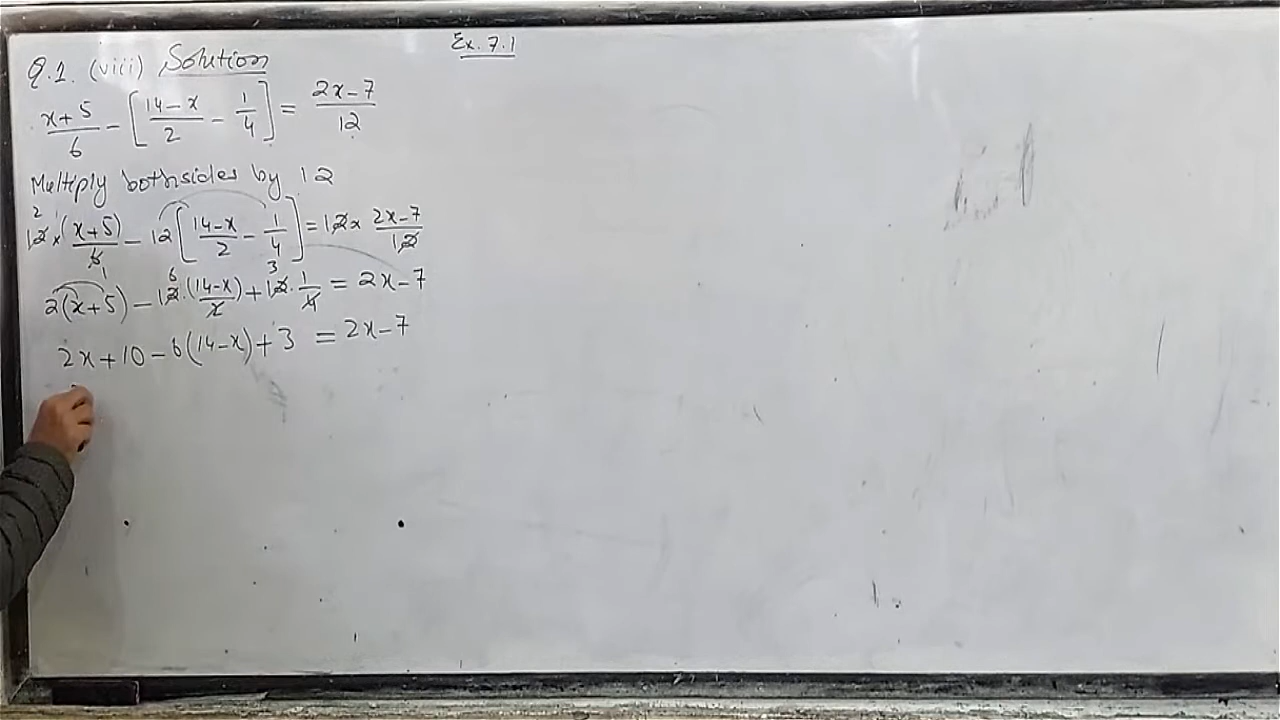 Ex. 7.1
Q.1. (viii) Solution
(x+5)/6 − [(14−x)/2 − 1/4] = (2x−7)/12
Multiply bothsides by 12
12 × (x+5)/6 − 12[(14−x)/2 − 1/4] = 12 × (2x−7)/12
2(x+5) − 12·(14−x)/2 + 12·1/4 = 2x−7
2x+10−6(14−x)+3 = 2x−7